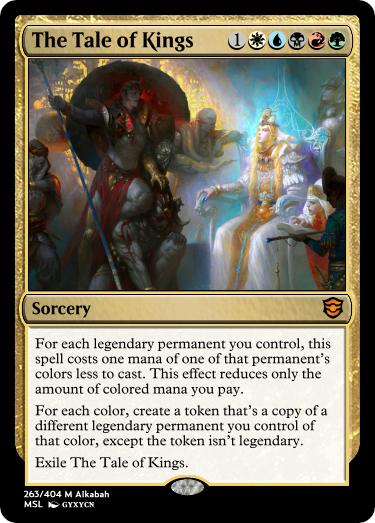 The Tale of Kings 1
Sorcery
For each legendary permanent you control, this
spell costs one mana of one of that permanent's
colors less to cast. This effect reduces only the
amount of colored mana you pay.
For each color, create a token that's a copy of a
different legendary permanent you control of
that color, except the token isn't legendary.
Exile The Tale of Kings.
263/404 M Alkabah
MSL GYXYCN